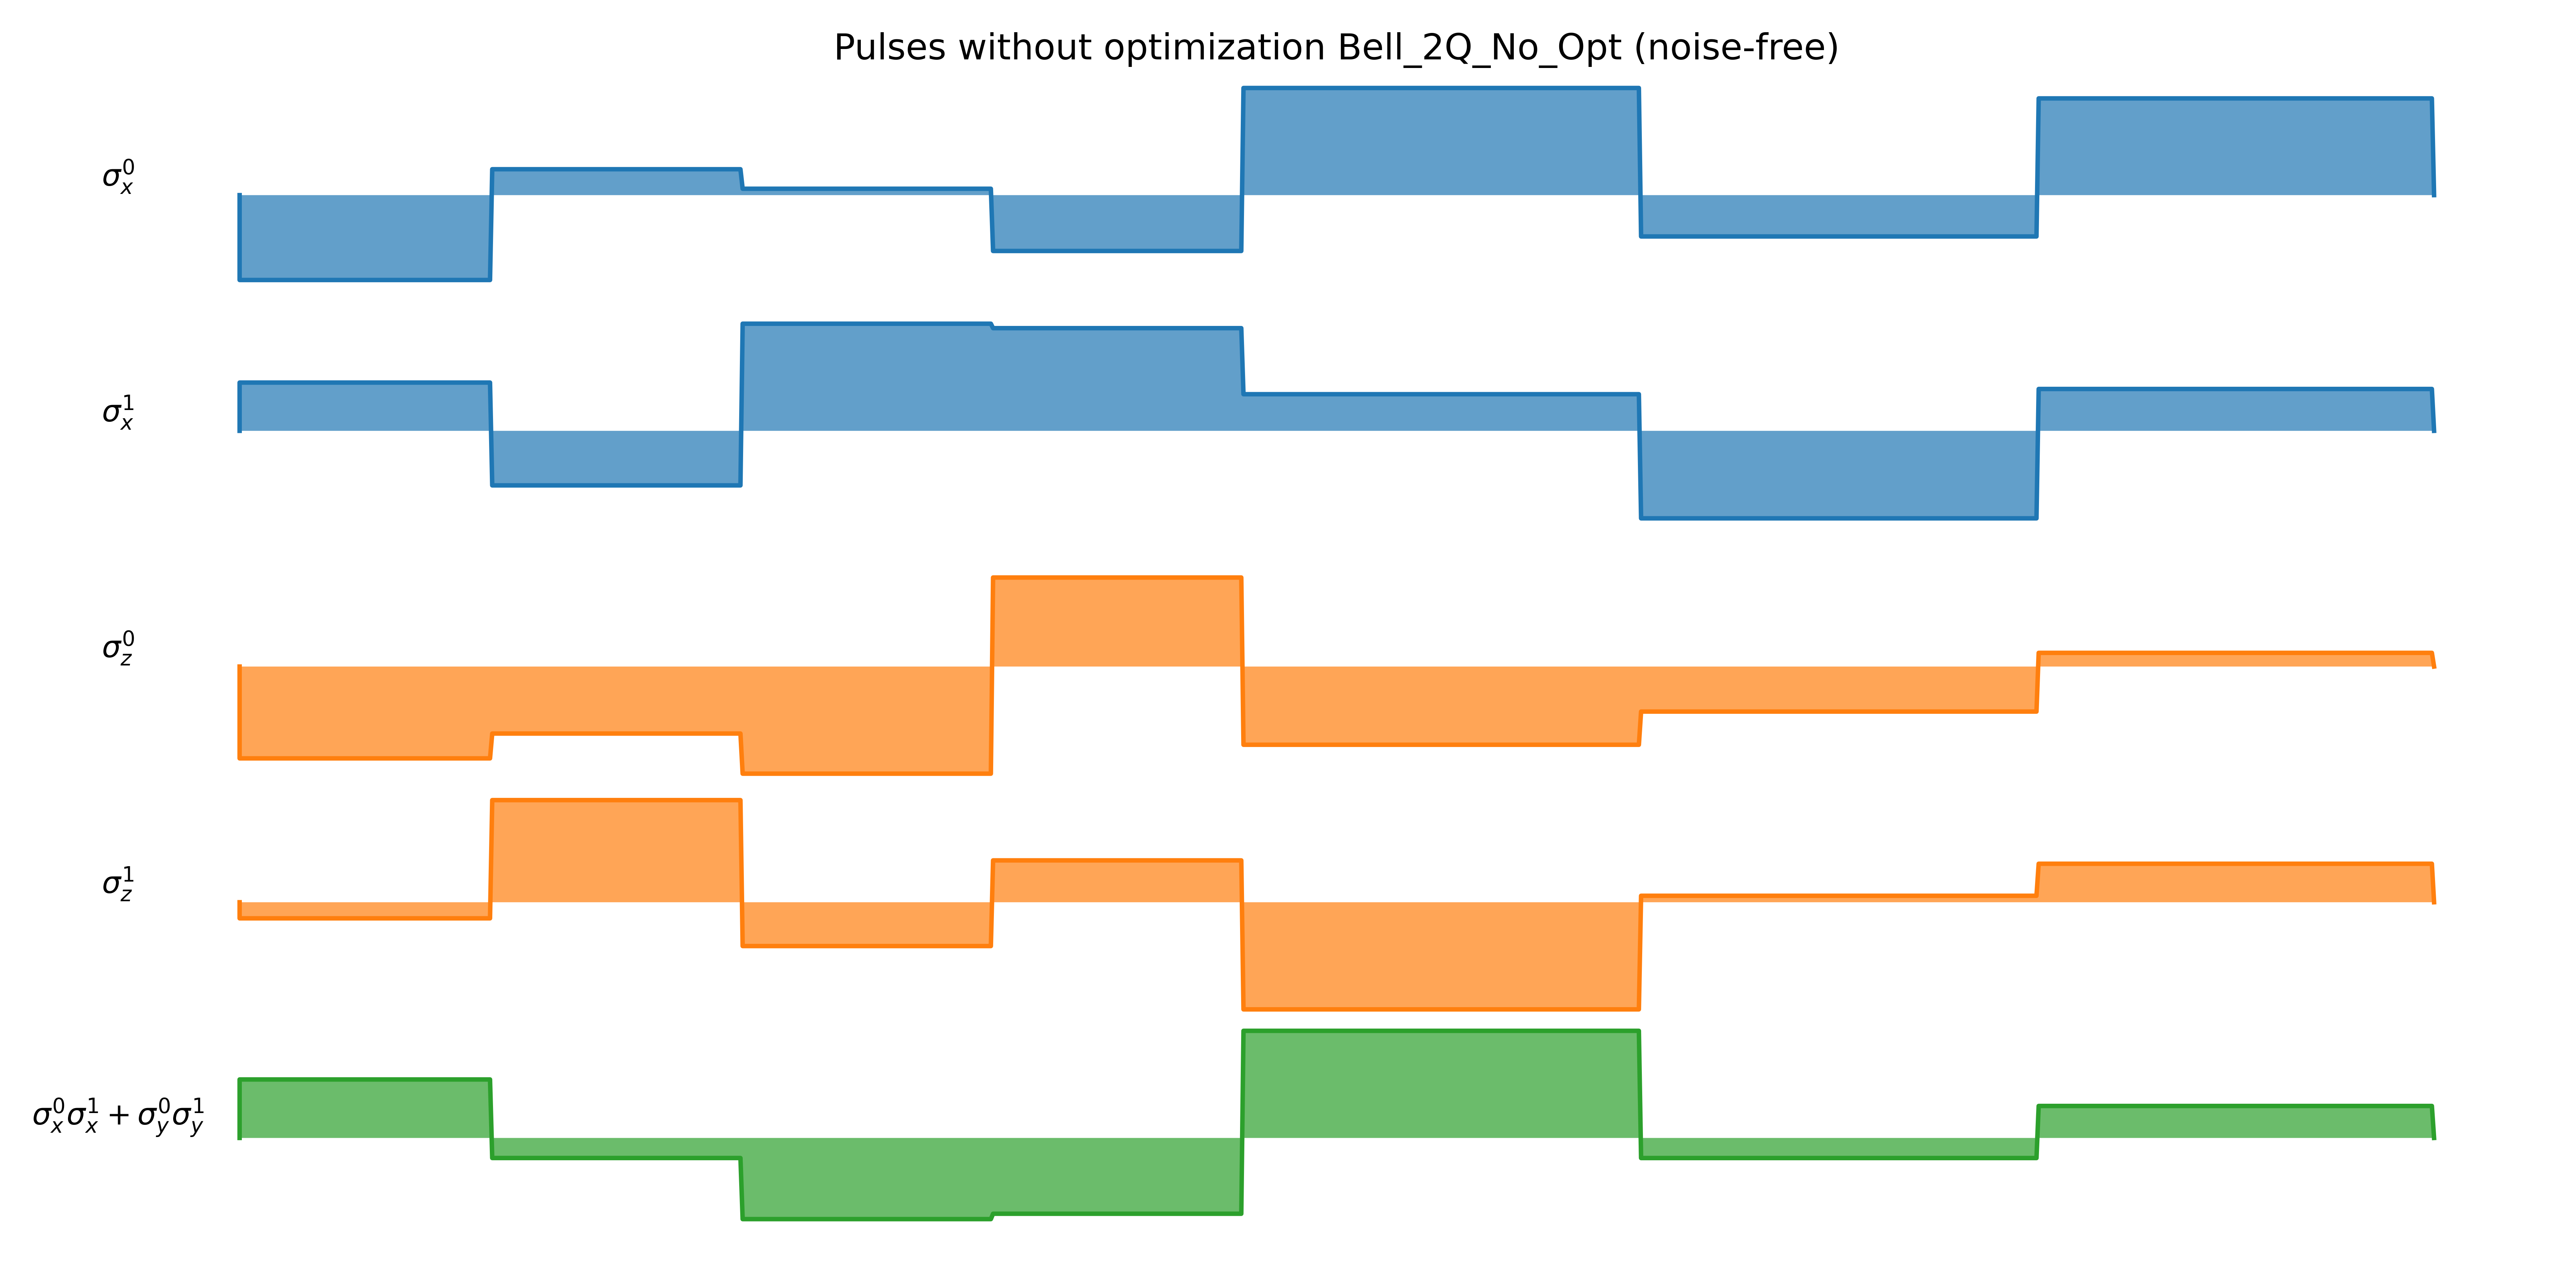 Pulses without optimization Bell_2Q_No_Opt (noise-free)
σ_x^0
σ_x^1
σ_z^0
σ_z^1
σ_x^0σ_x^1 + σ_y^0σ_y^1